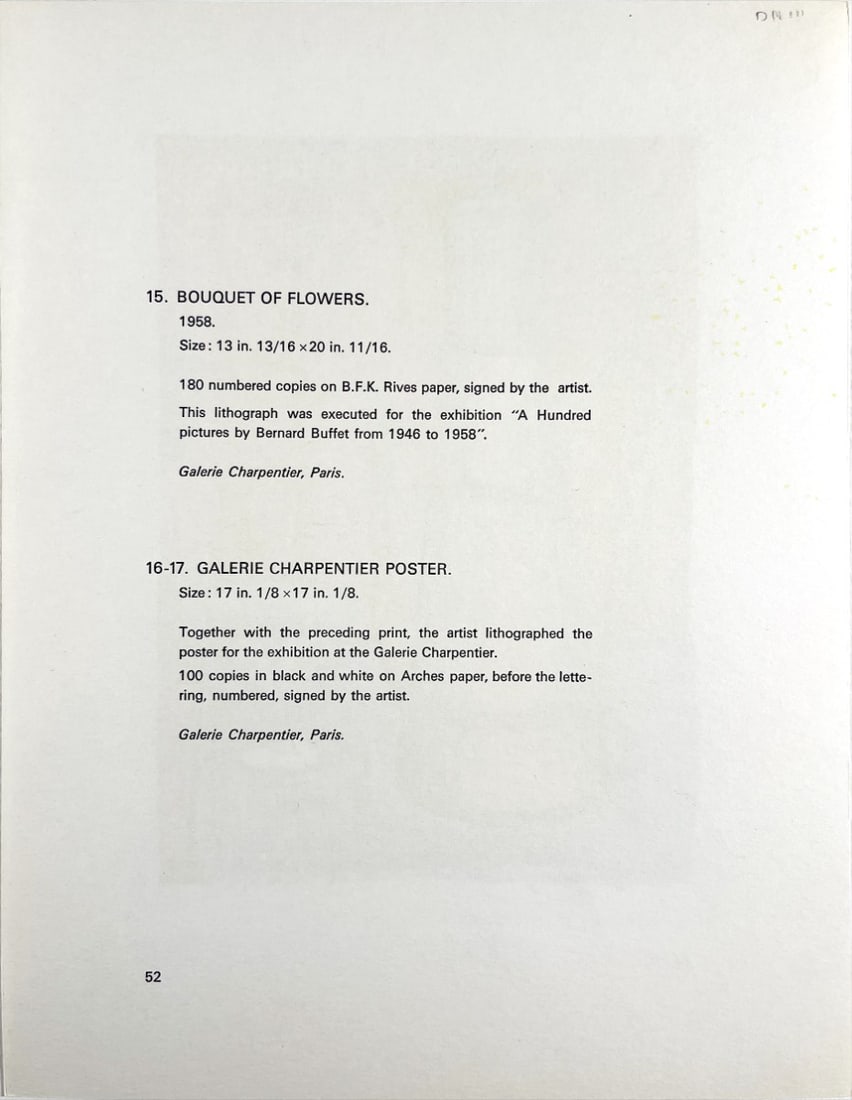 15. BOUQUET OF FLOWERS.
1958.
Size: 13 in. 13/16 × 20 in. 11/16.
180 numbered copies on B.F.K. Rives paper, signed by the artist.
This lithograph was executed for the exhibition “A Hundred
pictures by Bernard Buffet from 1946 to 1958”.
Galerie Charpentier, Paris.
16-17. GALERIE CHARPENTIER POSTER.
Size: 17 in. 1/8 × 17 in. 1/8.
Together with the preceding print, the artist lithographed the
poster for the exhibition at the Galerie Charpentier.
100 copies in black and white on Arches paper, before the lette-
ring, numbered, signed by the artist.
Galerie Charpentier, Paris.
52